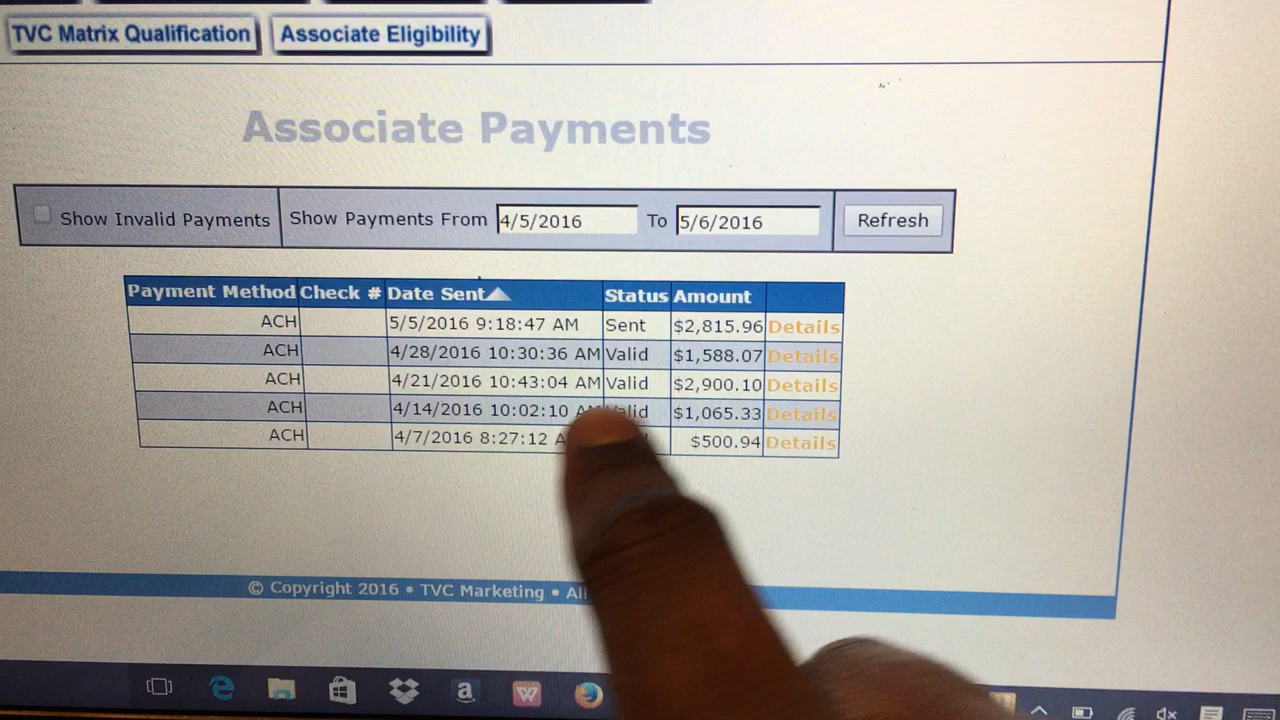 TVC Matrix Qualification Associate Eligibility
Associate Payments
Show Invalid Payments Show Payments From 4/5/2016 To 5/6/2016 Refresh
Payment Method Check # Date Sent Status Amount
ACH 5/5/2016 9:18:47 AM Sent $2,815.96 Details
ACH 4/28/2016 10:30:36 AM Valid $1,588.07 Details
ACH 4/21/2016 10:43:04 AM Valid $2,900.10 Details
ACH 4/14/2016 10:02:10 AM Valid $1,065.33 Details
ACH 4/7/2016 8:27:12 $500.94 Details
© Copyright 2016 • TVC Marketing •